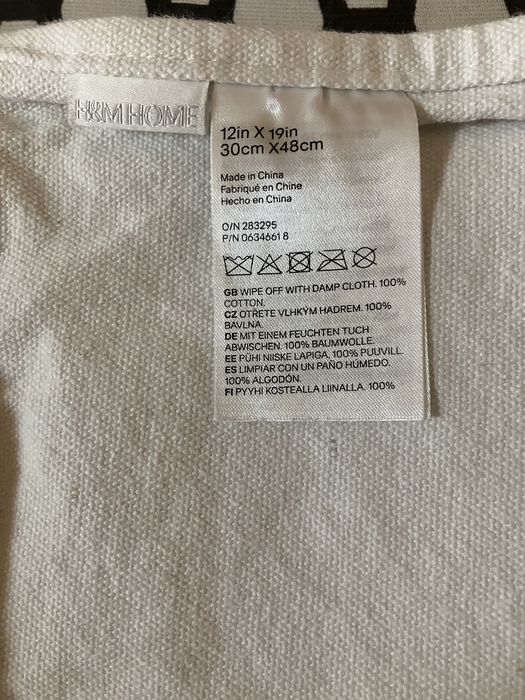 H&M HOME
12in X 19in
30cm X48cm
Made in China
Fabriqué en Chine
Hecho en China
O/N 283295
P/N 0634661 8
GB WIPE OFF WITH DAMP CLOTH. 100%
COTTON.
CZ OTŘETE VLHKÝM HADREM. 100%
BAVLNA.
DE MIT EINEM FEUCHTEN TUCH
ABWISCHEN. 100% BAUMWOLLE.
EE PÜHI NIISKE LAPIGA. 100% PUUVILL.
ES LIMPIAR CON UN PAÑO HÚMEDO.
100% ALGODÓN.
FI PYYHI KOSTEALLA LIINALLA. 100%